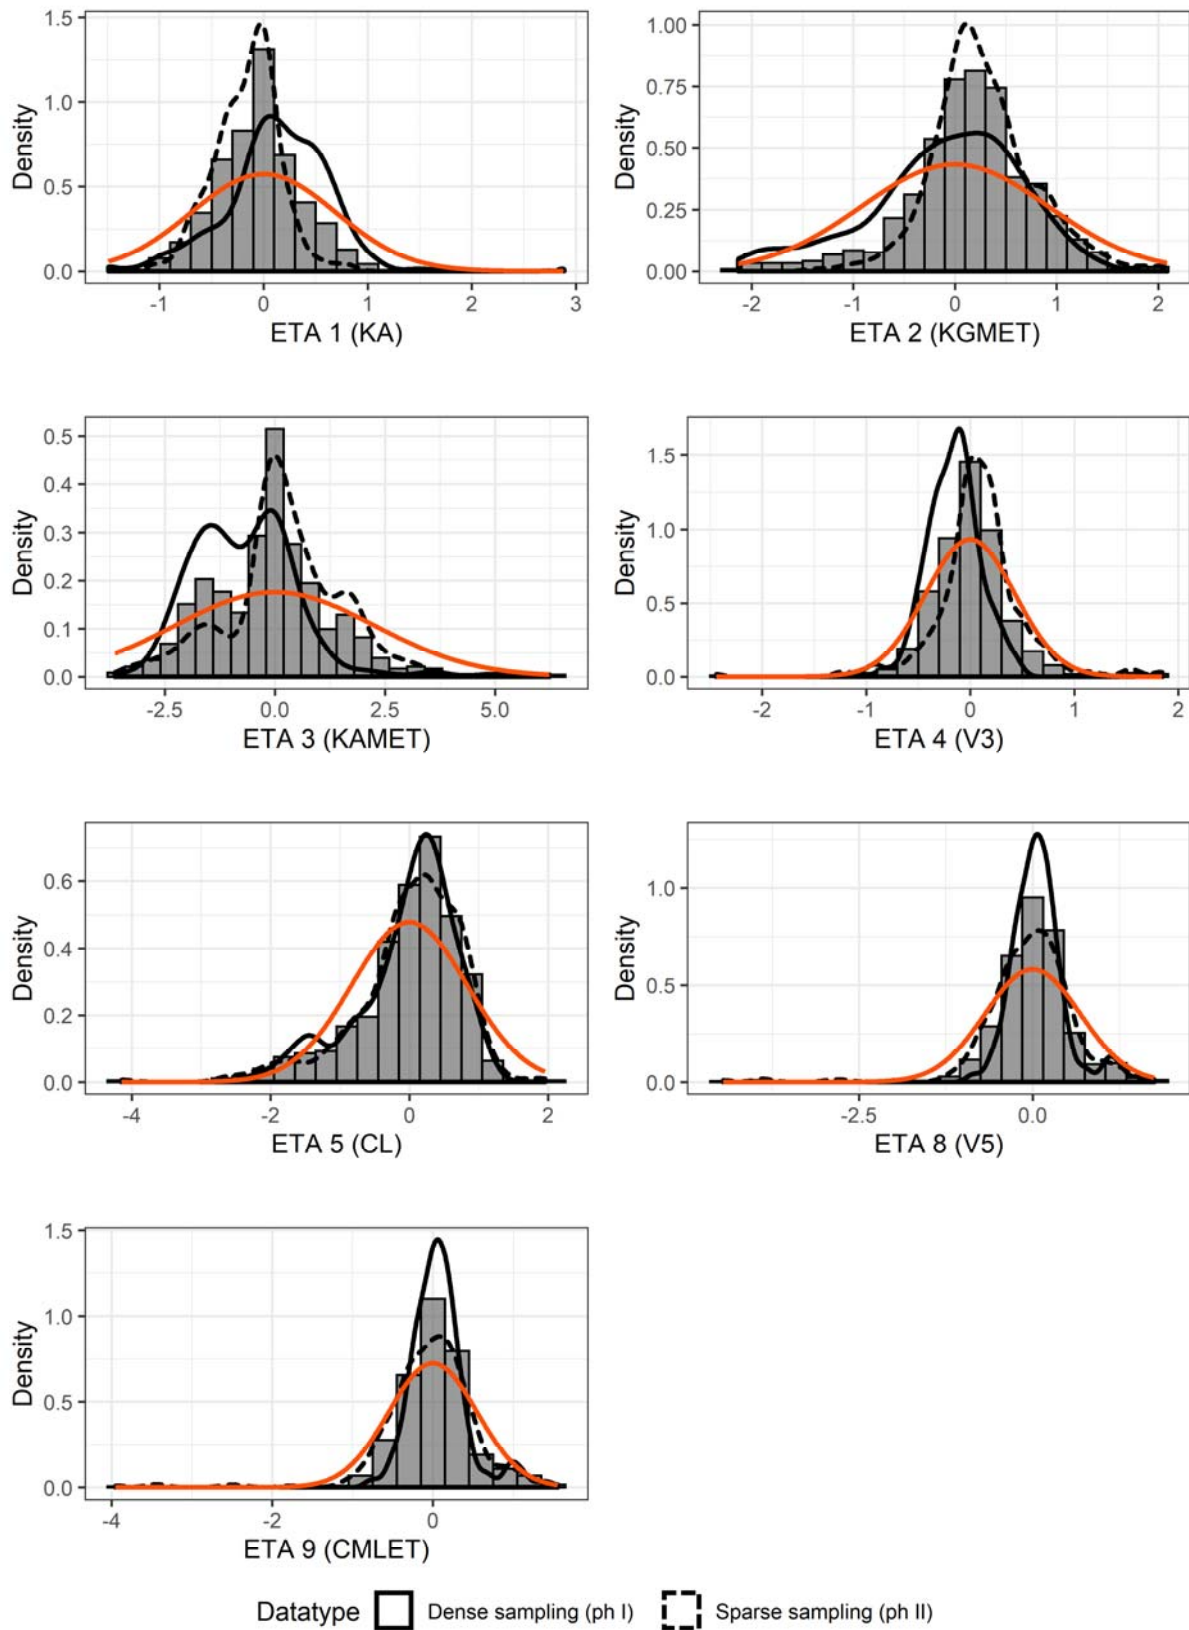 1.5
1.0
0.5
0.0
Density
-1 0 1 2 3
ETA 1 (KA)
1.00
0.75
0.50
0.25
0.00
Density
-2 -1 0 1 2
ETA 2 (KGMET)
0.5
0.4
0.3
0.2
0.1
0.0
Density
-2.5 0.0 2.5 5.0
ETA 3 (KAMET)
1.5
1.0
0.5
0.0
Density
-2 -1 0 1 2
ETA 4 (V3)
0.6
0.4
0.2
0.0
Density
-4 -2 0 2
ETA 5 (CL)
1.0
0.5
0.0
Density
-2.5 0.0
ETA 8 (V5)
1.5
1.0
0.5
0.0
Density
-4 -2 0
ETA 9 (CMLET)
Datatype Dense sampling (ph I) Sparse sampling (ph II)